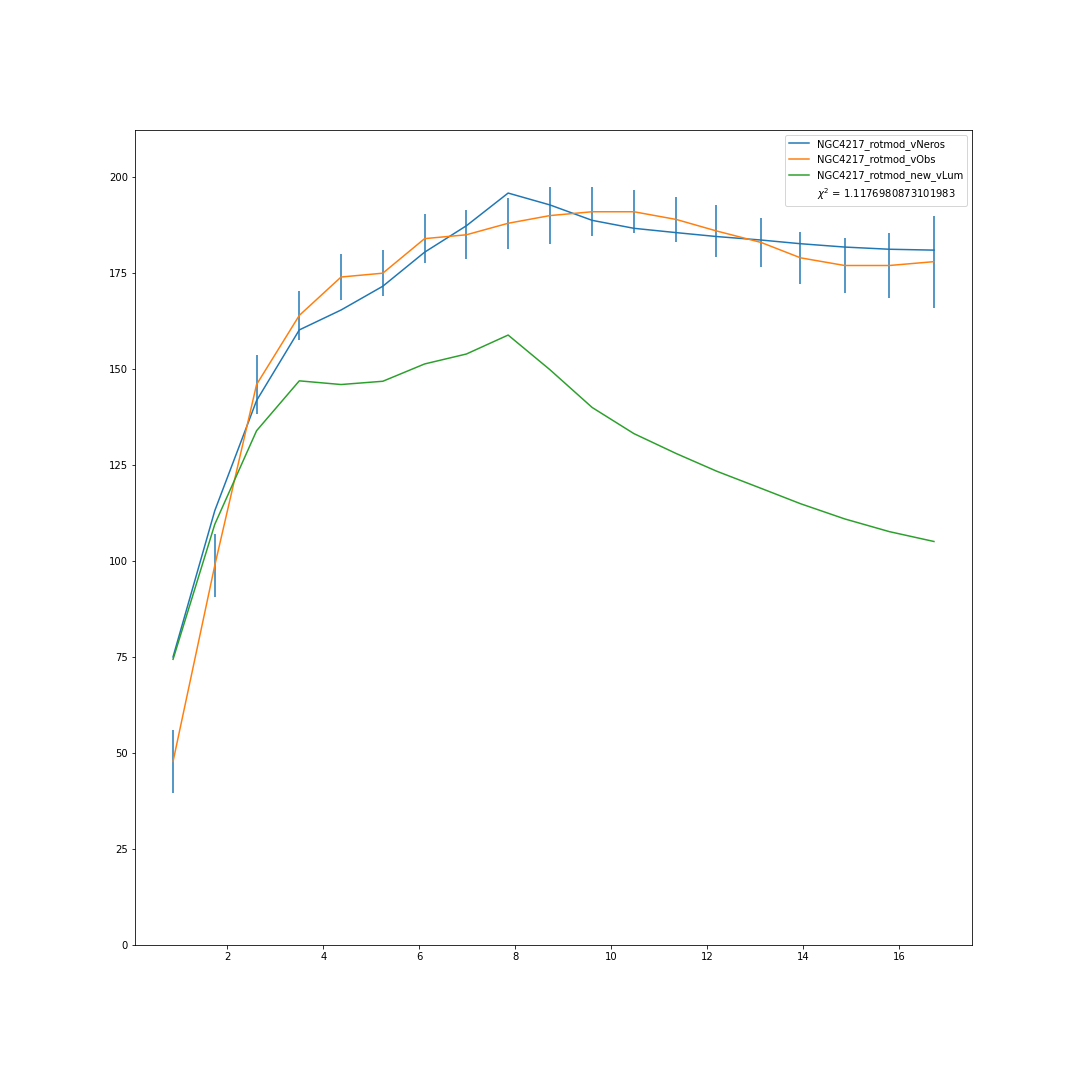 NGC4217_rotmod_vNeros
NGC4217_rotmod_vObs
NGC4217_rotmod_new_vLum
χ² = 1.1176980873101983
200
175
150
125
100
75
50
25
0
2 4 6 8 10 12 14 16